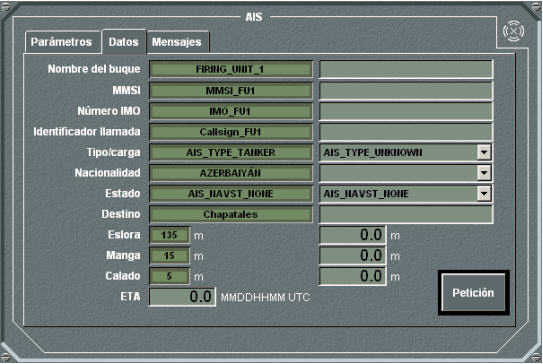 AIS
Parámetros Datos Mensajes
Nombre del buque FIRING_UNIT_1
MMSI MMSI_FU1
Número IMO IMO_FU1
Identificador llamada Callsign_FU1
Tipo/carga AIS_TYPE_TANKER AIS_TYPE_UNKNOWN
Nacionalidad AZERBAIYÁN
Estado AIS_NAVST_NONE AIS_NAVST_NONE
Destino Chapatales
Eslora 135 m 0.0 m
Manga 15 m 0.0 m
Calado 5 m 0.0 m
ETA 0.0 MMDDHHMM UTC
Petición